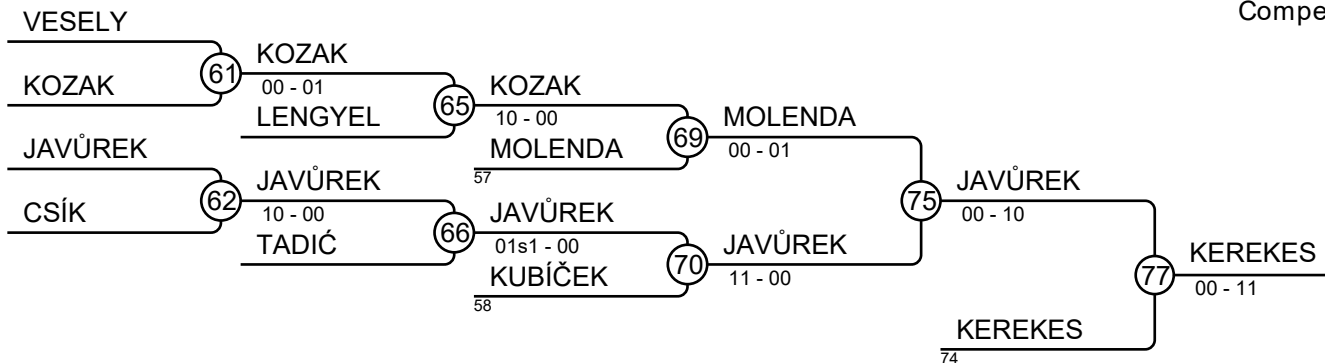 VESELY
Compe
61
KOZAK
00 - 01
KOZAK
65
KOZAK
10 - 00
LENGYEL
69
MOLENDA
00 - 01
JAVŮREK
MOLENDA
57
62
JAVŮREK
10 - 00
75
JAVŮREK
00 - 10
CSÍK
66
JAVŮREK
01s1 - 00
TADIĆ
70
JAVŮREK
11 - 00
KUBÍČEK
58
77
KEREKES
00 - 11
KEREKES
74